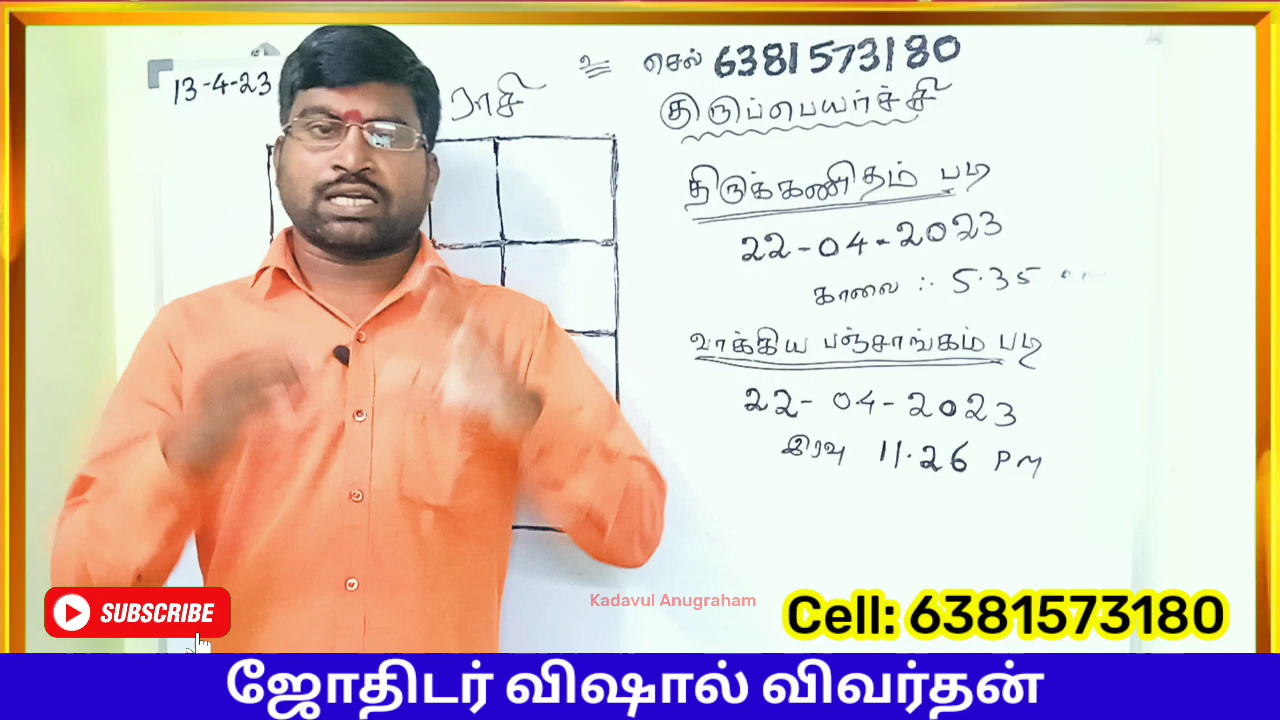 13-4-23
ராசி
உ
செல் 6381573180
குருப்பெயர்ச்சி
திருக்கணிதம் படி
22-04-2023
காலை : 5.35
வாக்கிய பஞ்சாங்கம் படி
22-04-2023
இரவு 11.26 PM
Kadavul Anugraham
Cell: 6381573180
SUBSCRIBE
ஜோதிடர் விஷால் விவர்தன்